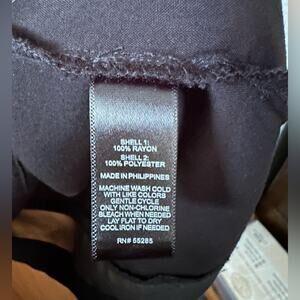 SHELL 1:
100% RAYON
SHELL 2:
100% POLYESTER
MADE IN PHILIPPINES
MACHINE WASH COLD
WITH LIKE COLORS
GENTLE CYCLE
ONLY NON-CHLORINE
BLEACH WHEN NEEDED
LAY FLAT TO DRY
COOL IRON IF NEEDED
RN# 55285